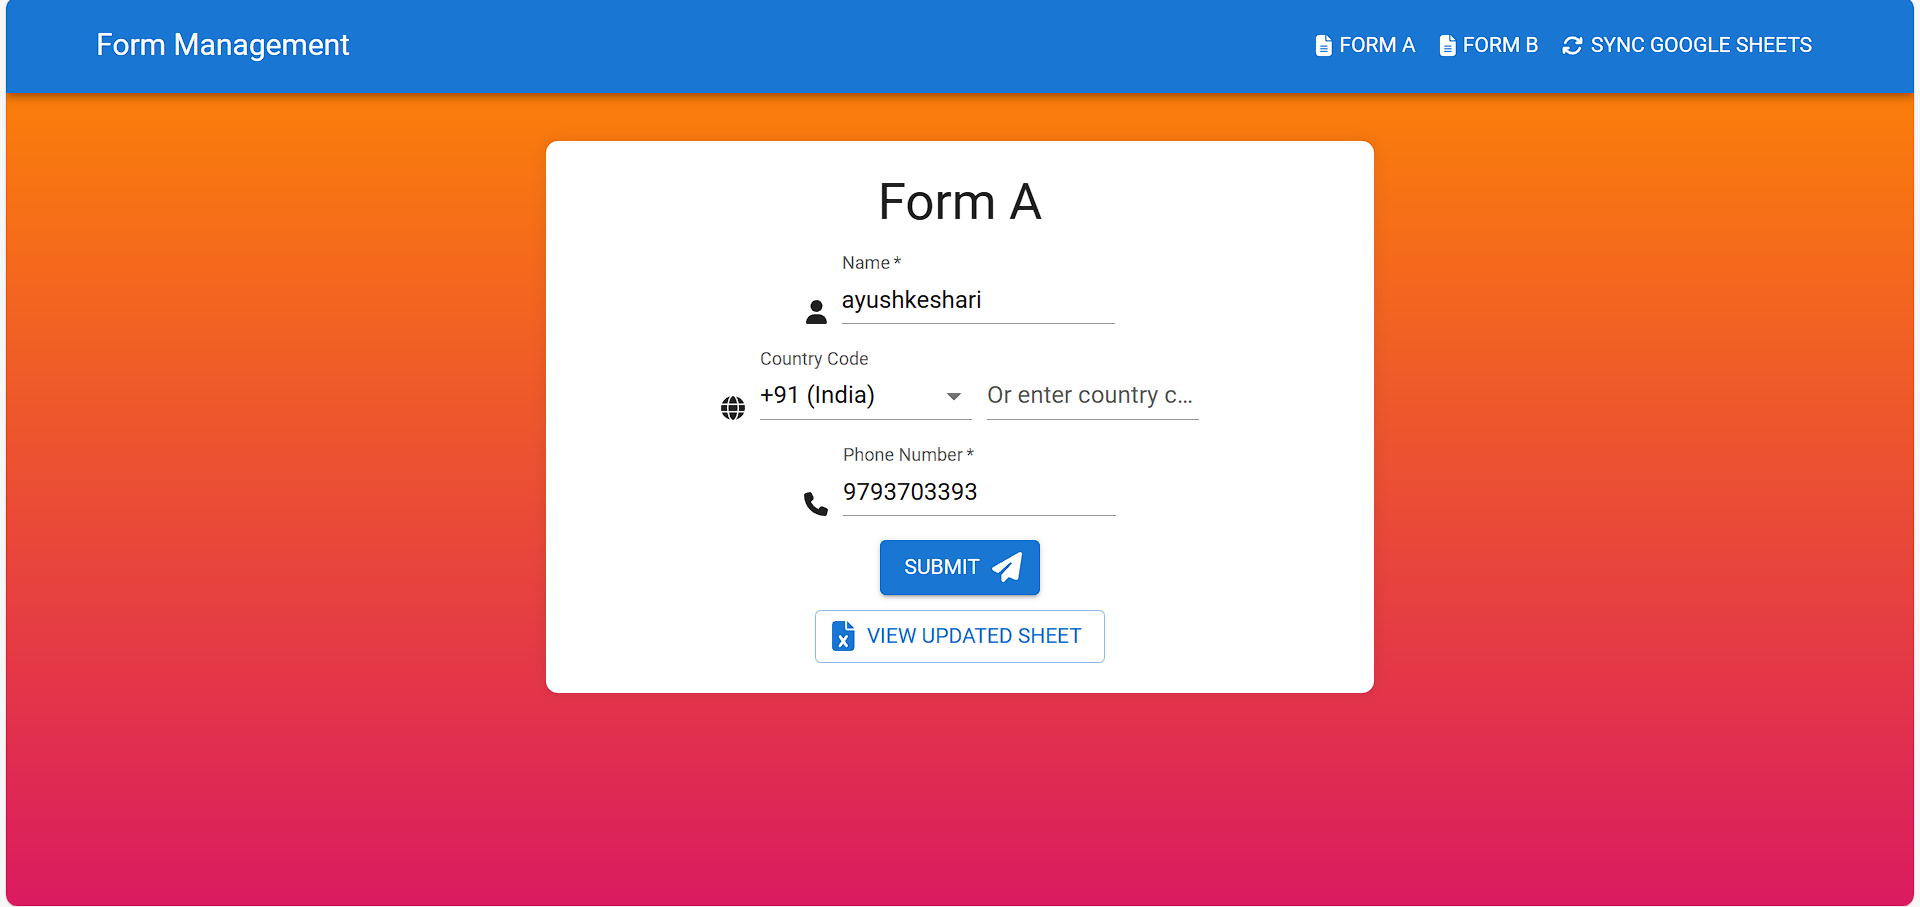 Form Management
FORM A
FORM B
SYNC GOOGLE SHEETS
Form A
Name *
ayushkeshari
Country Code
+91 (India)
Or enter country c...
Phone Number *
9793703393
SUBMIT
VIEW UPDATED SHEET